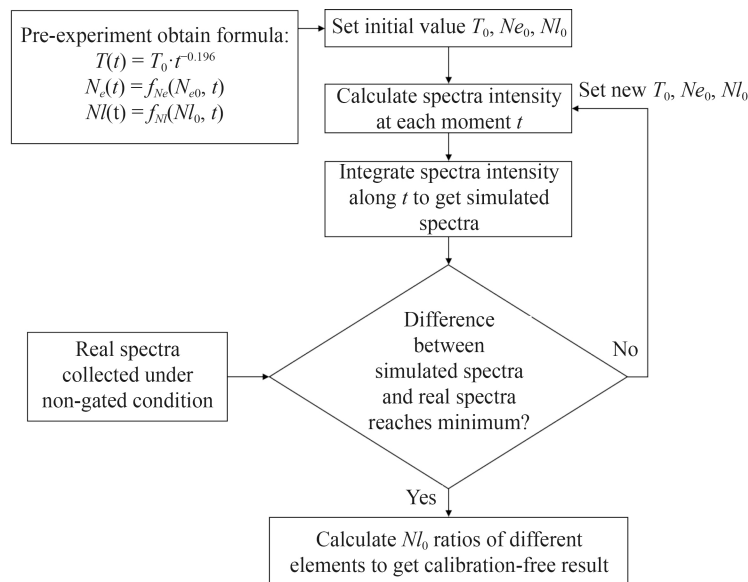 Pre-experiment obtain formula:
T(t) = T₀·t⁻⁰·¹⁹⁶
Nₑ(t) = f_Ne(Nₑ₀, t)
Nl(t) = f_Nl(Nl₀, t)
Set initial value T₀, Ne₀, Nl₀
Calculate spectra intensity
at each moment t
Set new T₀, Ne₀, Nl₀
Integrate spectra intensity
along t to get simulated
spectra
Real spectra
collected under
non-gated condition
Difference
between
simulated spectra
and real spectra
reaches minimum?
No
Yes
Calculate Nl₀ ratios of different
elements to get calibration-free result